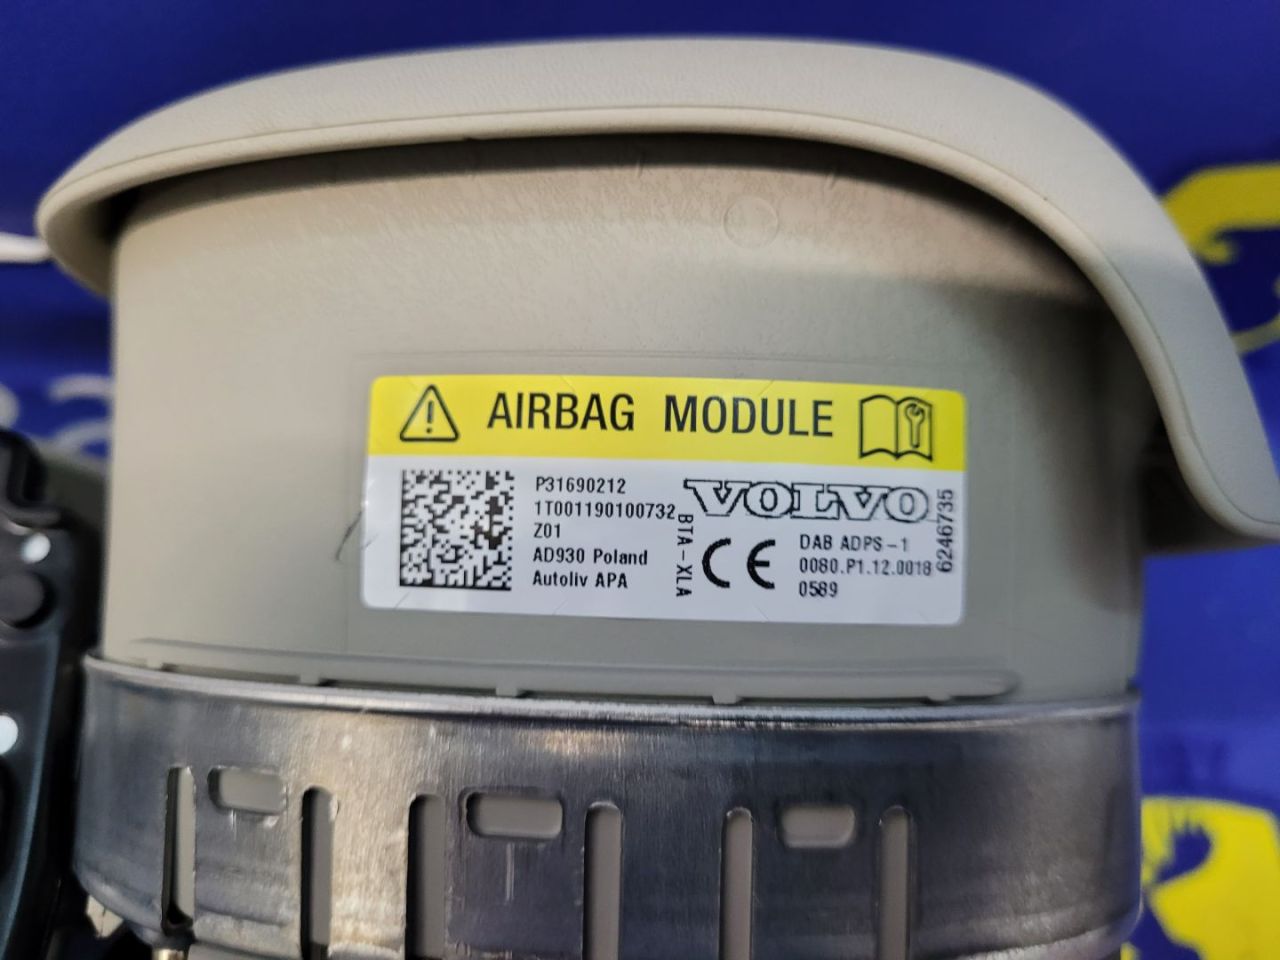 AIRBAG MODULE
P31690212
1T001190100732
Z01
AD930 Poland
Autoliv APA
BTA-XLA
VOLVO
CE
DAB ADPS-1
0080.P1.12.0018
0589
6246735